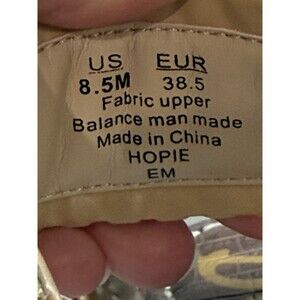 US EUR
8.5M 38.5
Fabric upper
Balance man made
Made in China
HOPIE
EM